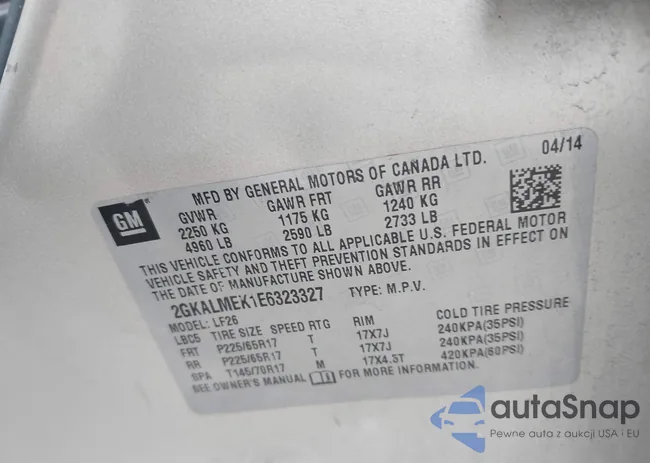 GM
MFD BY GENERAL MOTORS OF CANADA LTD. 04/14
GVWR GAWR FRT GAWR RR
2250 KG 1175 KG 1240 KG
4960 LB 2590 LB 2733 LB
THIS VEHICLE CONFORMS TO ALL APPLICABLE U.S. FEDERAL MOTOR
VEHICLE SAFETY AND THEFT PREVENTION STANDARDS IN EFFECT ON
THE DATE OF MANUFACTURE SHOWN ABOVE.
2GKALMEK1E6323327 TYPE: M.P.V.
MODEL: LF26
LBC5 TIRE SIZE SPEED RTG RIM COLD TIRE PRESSURE
FRT P225/65R17 T 17X7J 240KPA(35PSI)
RR P225/65R17 T 17X7J 240KPA(35PSI)
SPA T145/70R17 M 17X4.5T 420KPA(60PSI)
SEE OWNER'S MANUAL FOR MORE INFORMATION.
autaSnap
Pewne auta z aukcji USA i EU